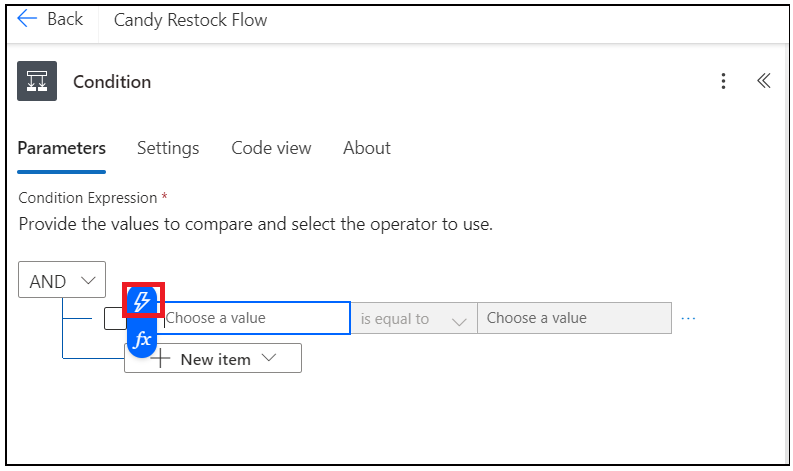 Back Candy Restock Flow
Condition
Parameters Settings Code view About
Condition Expression *
Provide the values to compare and select the operator to use.
AND
Choose a value is equal to Choose a value ...
fx
New item